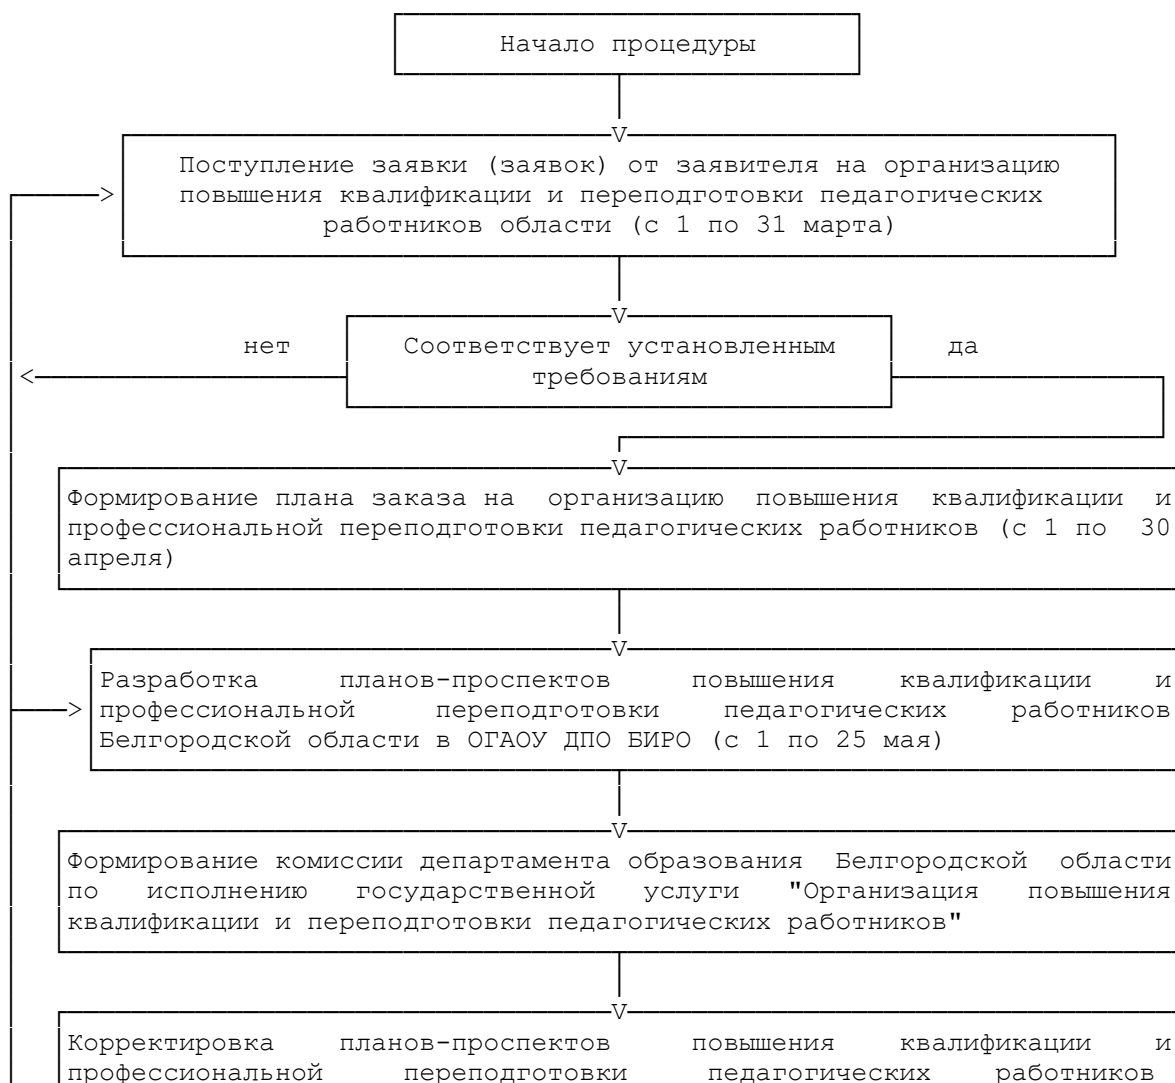 Начало процедуры
Поступление заявки (заявок) от заявителя на организацию
повышения квалификации и переподготовки педагогических
работников области (с 1 по 31 марта)
нет
Соответствует установленным
да
требованиям
Формирование плана заказа на организацию повышения квалификации и
профессиональной переподготовки педагогических работников (с 1 по 30
апреля)
Разработка планов-проспектов повышения квалификации и
профессиональной переподготовки педагогических работников
Белгородской области в ОГАОУ ДПО БИРО (с 1 по 25 мая)
Формирование комиссии департамента образования Белгородской области
по исполнению государственной услуги "Организация повышения
квалификации и переподготовки педагогических работников"
Корректировка планов-проспектов повышения квалификации и
профессиональной переподготовки педагогических работников